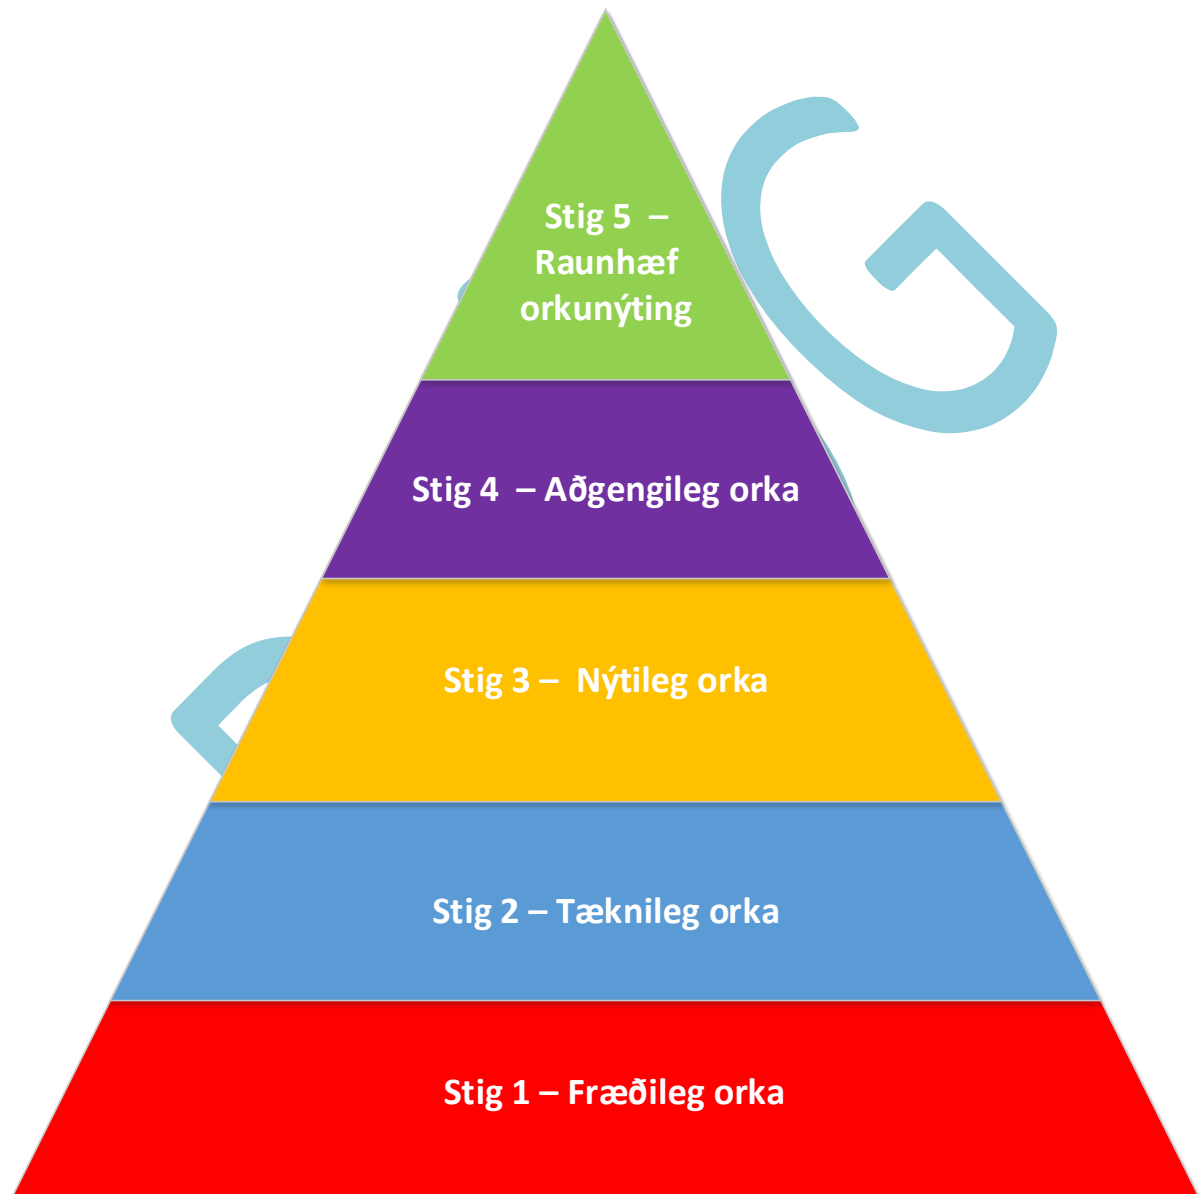 Stig 5 –
Raunhæf
orkunýting
Stig 4 – Aðgengileg orka
Stig 3 – Nýtileg orka
Stig 2 – Tæknileg orka
Stig 1 – Fræðileg orka
G